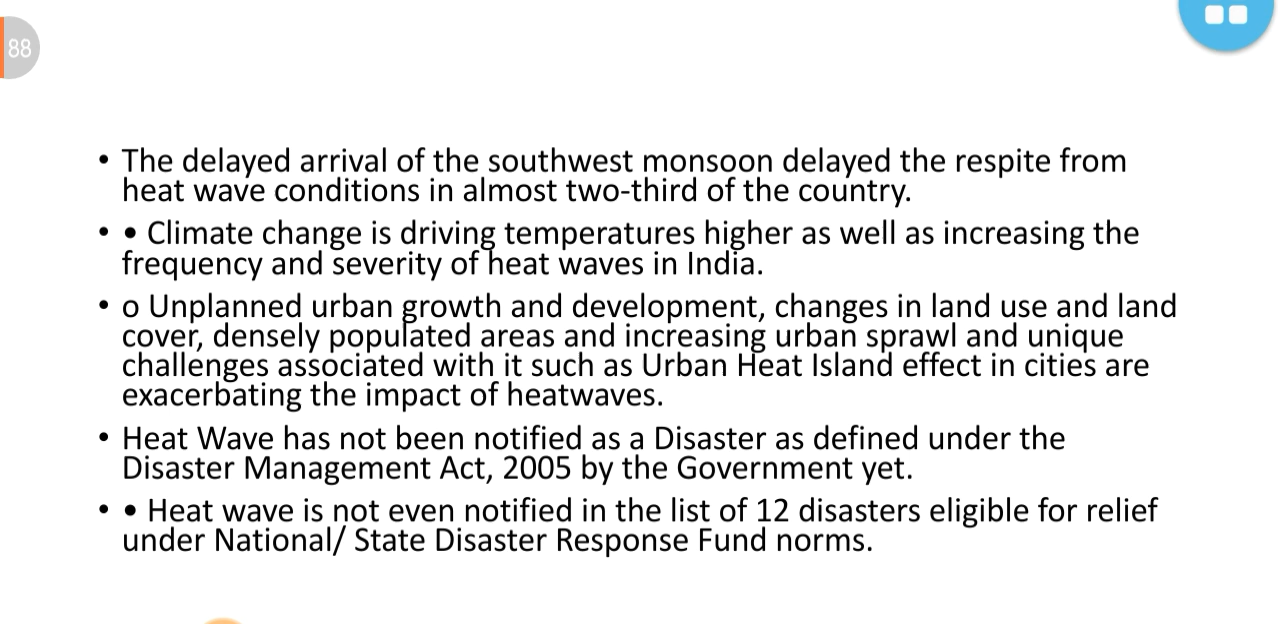 88
• The delayed arrival of the southwest monsoon delayed the respite from
heat wave conditions in almost two-third of the country.
• • Climate change is driving temperatures higher as well as increasing the
frequency and severity of heat waves in India.
• o Unplanned urban growth and development, changes in land use and land
cover, densely populated areas and increasing urban sprawl and unique
challenges associated with it such as Urban Heat Island effect in cities are
exacerbating the impact of heatwaves.
• Heat Wave has not been notified as a Disaster as defined under the
Disaster Management Act, 2005 by the Government yet.
• • Heat wave is not even notified in the list of 12 disasters eligible for relief
under National/ State Disaster Response Fund norms.